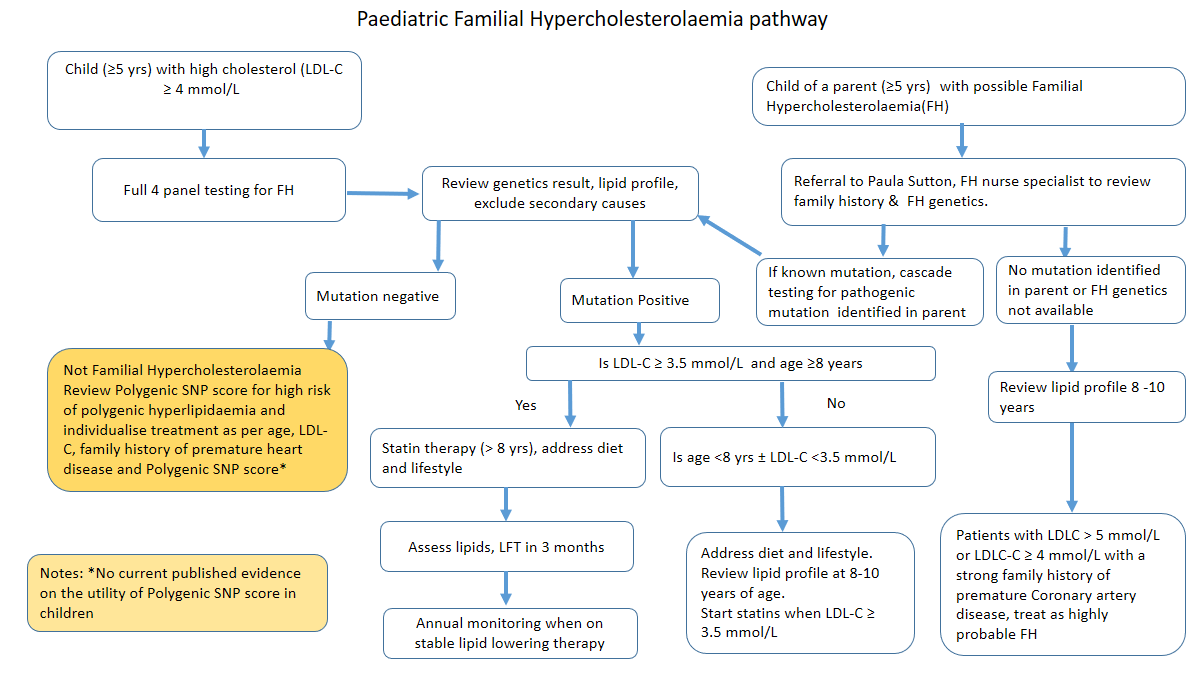 Paediatric Familial Hypercholesterolaemia pathway
Child (≥5 yrs) with high cholesterol (LDL-C
≥ 4 mmol/L
Child of a parent (≥5 yrs)  with possible Familial
Hypercholesterolaemia(FH)
Full 4 panel testing for FH
Review genetics result, lipid profile,
exclude secondary causes
Referral to Paula Sutton, FH nurse specialist to review
family history &  FH genetics.
Mutation negative
Mutation Positive
If known mutation, cascade
testing for pathogenic
mutation  identified in parent
No mutation identified
in parent or FH genetics
not available
Not Familial Hypercholesterolaemia
Review Polygenic SNP score for high risk
of polygenic hyperlipidaemia and
individualise treatment as per age, LDL-
C, family history of premature heart
disease and Polygenic SNP score*
Is LDL-C ≥ 3.5 mmol/L  and age ≥8 years
Review lipid profile 8 -10
years
Yes
No
Statin therapy (> 8 yrs), address diet
and lifestyle
Is age <8 yrs ± LDL-C <3.5 mmol/L
Assess lipids, LFT in 3 months
Address diet and lifestyle.
Review lipid profile at 8-10
years of age.
Start statins when LDL-C ≥
3.5 mmol/L
Patients with LDLC > 5 mmol/L
or LDLC-C ≥ 4 mmol/L with a
strong family history of
premature Coronary artery
disease, treat as highly
probable FH
Notes: *No current published evidence
on the utility of Polygenic SNP score in
children
Annual monitoring when on
stable lipid lowering therapy